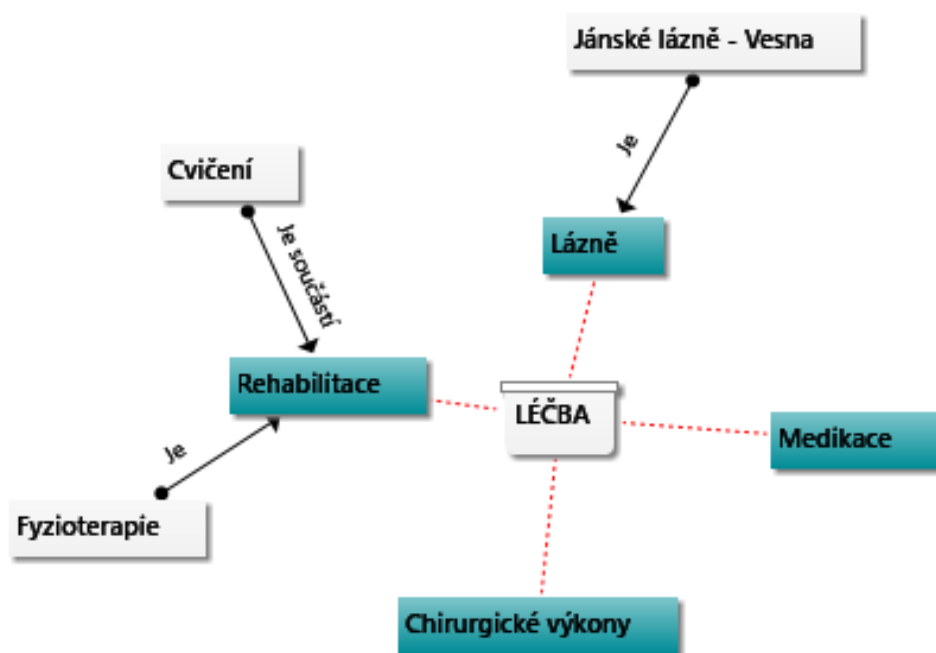 Jánské lázně - Vesna
Je
Cvičení
Je součástí
Lázně
Rehabilitace
LÉČBA
Medikace
Je
Fyzioterapie
Chirurgické výkony